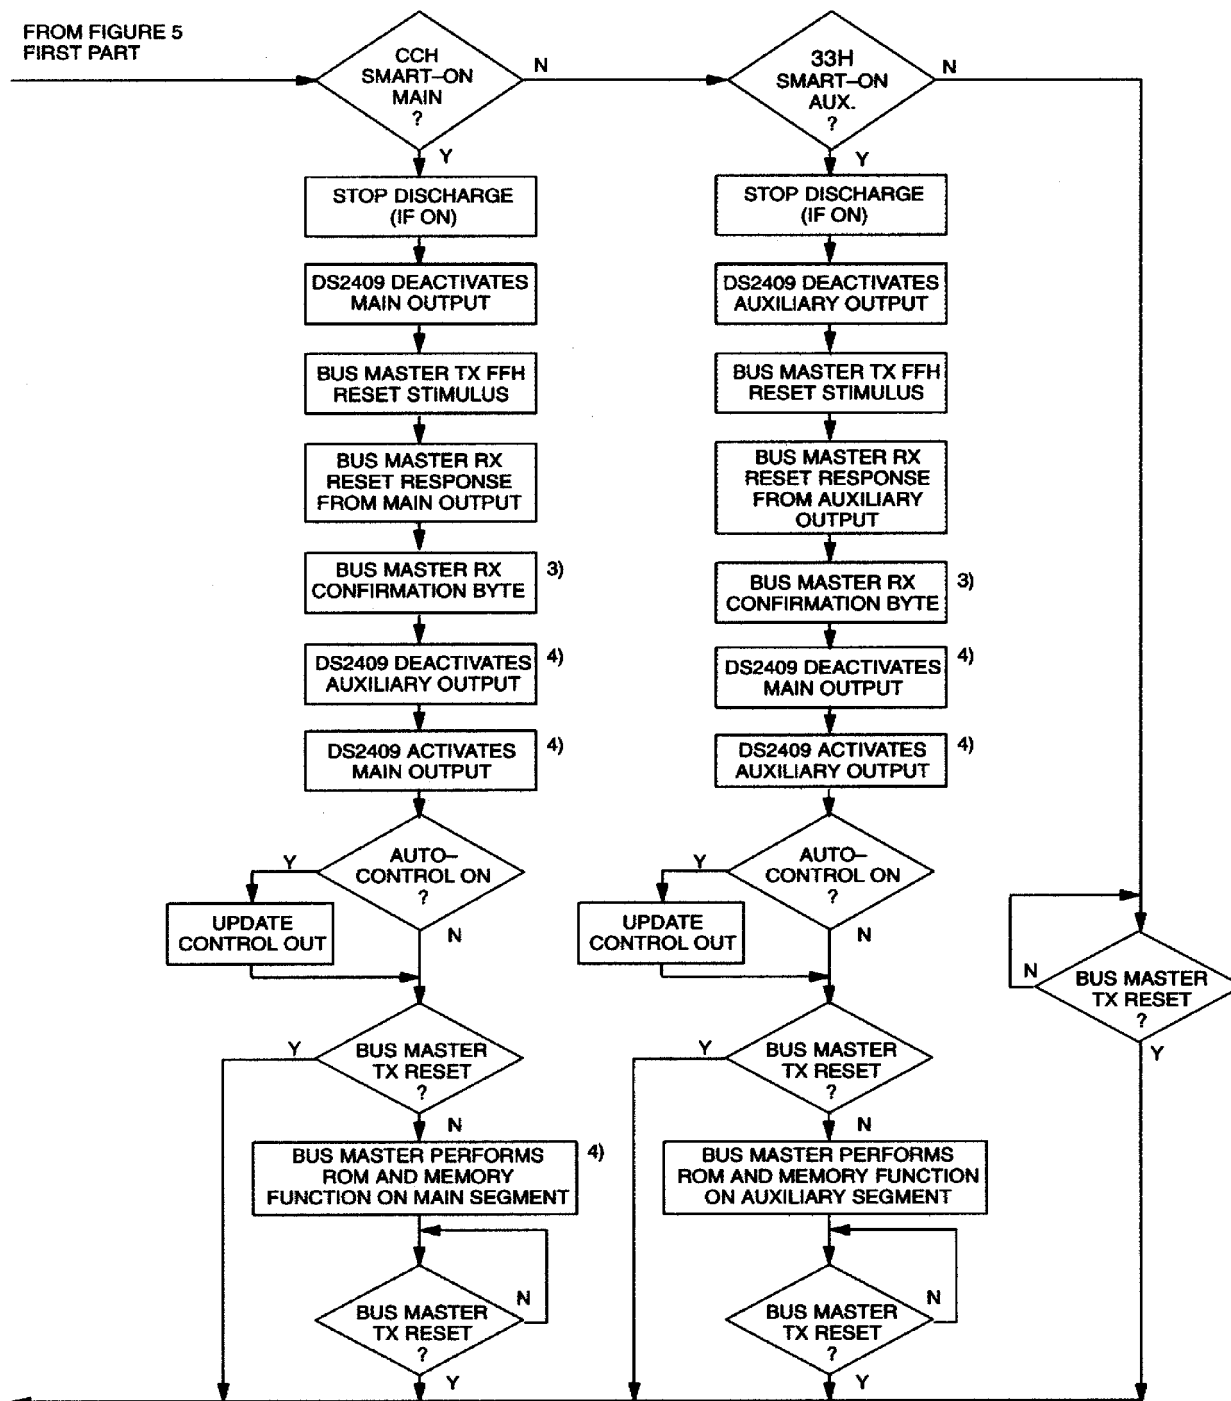 FROM FIGURE 5
FIRST PART
CCH
SMART–ON
MAIN
?
N
Y
STOP DISCHARGE
(IF ON)
DS2409 DEACTIVATES
MAIN OUTPUT
BUS MASTER TX FFH
RESET STIMULUS
BUS MASTER RX
RESET RESPONSE
FROM MAIN OUTPUT
BUS MASTER RX
CONFIRMATION BYTE
3)
DS2409 DEACTIVATES
AUXILIARY OUTPUT
4)
DS2409 ACTIVATES
MAIN OUTPUT
4)
AUTO–
CONTROL ON
?
Y
N
UPDATE
CONTROL OUT
BUS MASTER
TX RESET
?
Y
N
BUS MASTER PERFORMS
ROM AND MEMORY
FUNCTION ON MAIN SEGMENT
4)
BUS MASTER
TX RESET
?
N
Y
33H
SMART–ON
AUX.
?
N
Y
STOP DISCHARGE
(IF ON)
DS2409 DEACTIVATES
AUXILIARY OUTPUT
BUS MASTER TX FFH
RESET STIMULUS
BUS MASTER RX
RESET RESPONSE
FROM AUXILIARY
OUTPUT
BUS MASTER RX
CONFIRMATION BYTE
3)
DS2409 DEACTIVATES
MAIN OUTPUT
4)
DS2409 ACTIVATES
AUXILIARY OUTPUT
4)
AUTO–
CONTROL ON
?
Y
N
UPDATE
CONTROL OUT
BUS MASTER
TX RESET
?
Y
N
BUS MASTER PERFORMS
ROM AND MEMORY FUNCTION
ON AUXILIARY SEGMENT
BUS MASTER
TX RESET
?
N
Y
BUS MASTER
TX RESET
?
N
Y